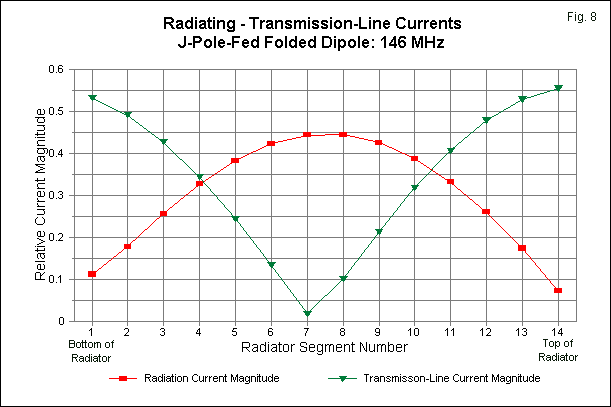 Fig. 8
Radiating - Transmission-Line Currents
J-Pole-Fed Folded Dipole: 146 MHz
Relative Current Magnitude
0.6
0.5
0.4
0.3
0.2
0.1
0
1 2 3 4 5 6 7 8 9 10 11 12 13 14
Bottom of
Radiator
Radiator Segment Number
Top of
Radiator
Radiation Current Magnitude
Transmisson-Line Current Magnitude